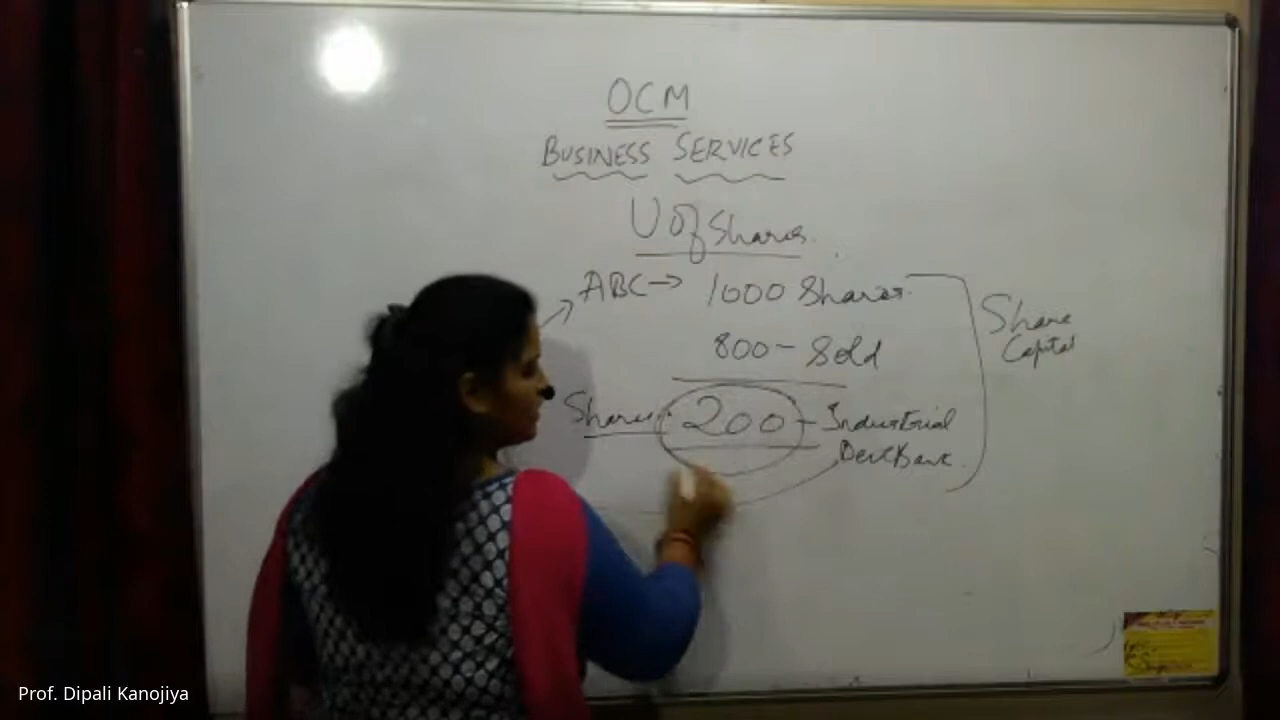 OCM
BUSINESS SERVICES
U of Shares.
ABC → 1000 Shares
800 - Sold
Shares 200 - Industrial
Dev Bank
Share
Capital
Prof. Dipali Kanojiya